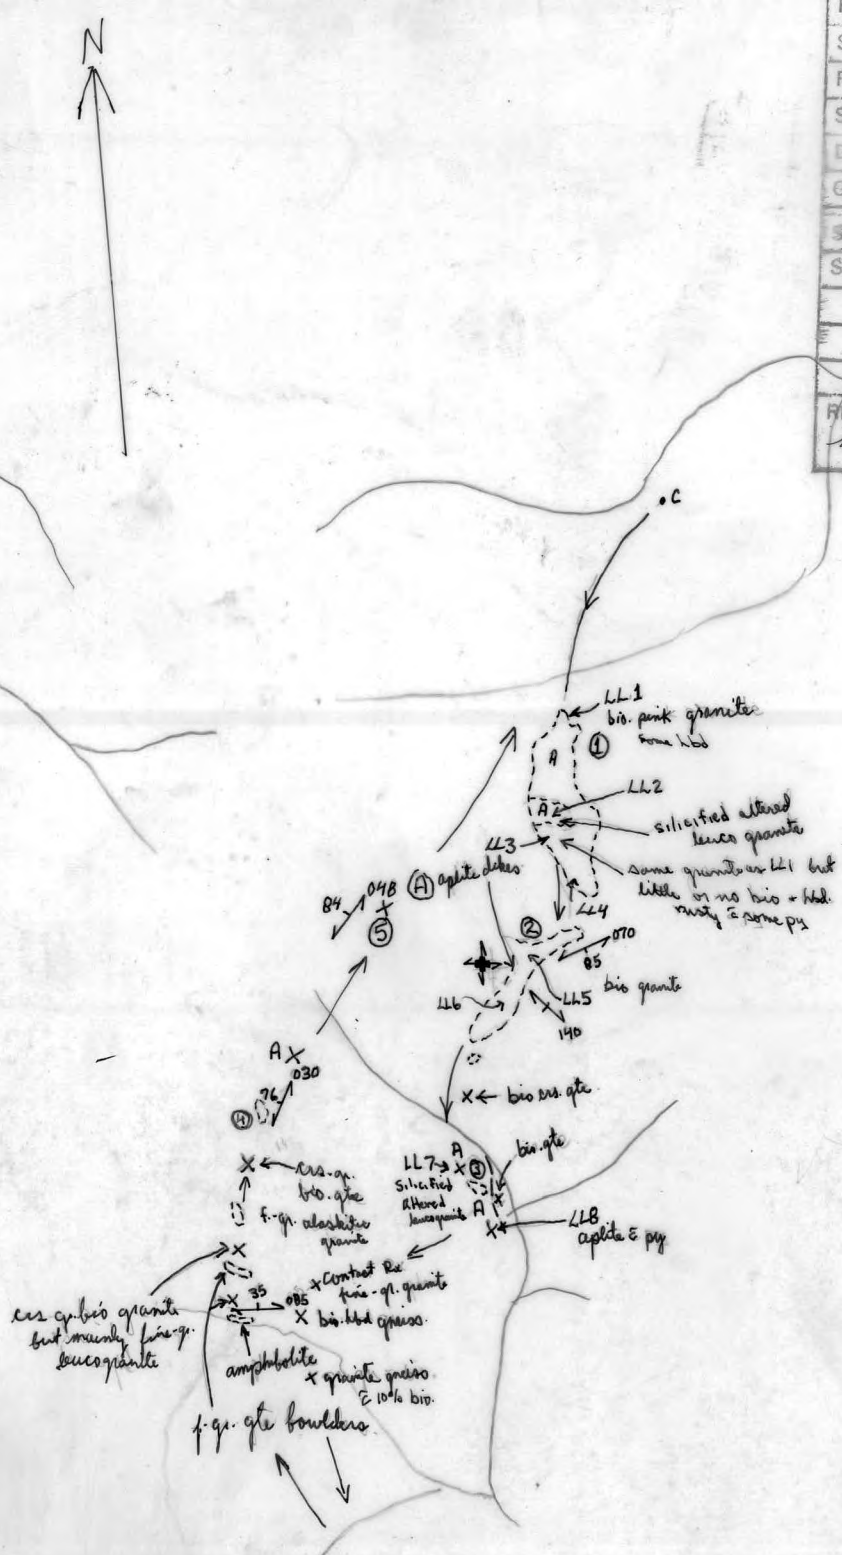 N
C
LL1
bio. pink granite
some hbd
1
A
LL2
A
silicified altered
leuco granite
LL3
same granite as LL1 but
little or no bio + hbd.
rusty c̄ some py
A aplite dikes
LL4
84 048
X
5
2
070
85
bio granite
LL6
LL5
140
A X
030
76
4
X ← bio crs. gte.
bio. gte
A
LL7 → X 3
silicified
altered
leucogranite
X
A
X
LL8
aplite c̄ py
X ← crs. gr.
bio. gte
f.-gr. alaskitic
granite
X
X contact Rx
fine-gr. granite
X
35 085
X bio. hbd gneiss.
crs gr. bio granite
but mainly fine-gr.
leucogranite
amphibolite
X granite gneiss
c̄ 10% bio.
f.-gr. gte bowlders